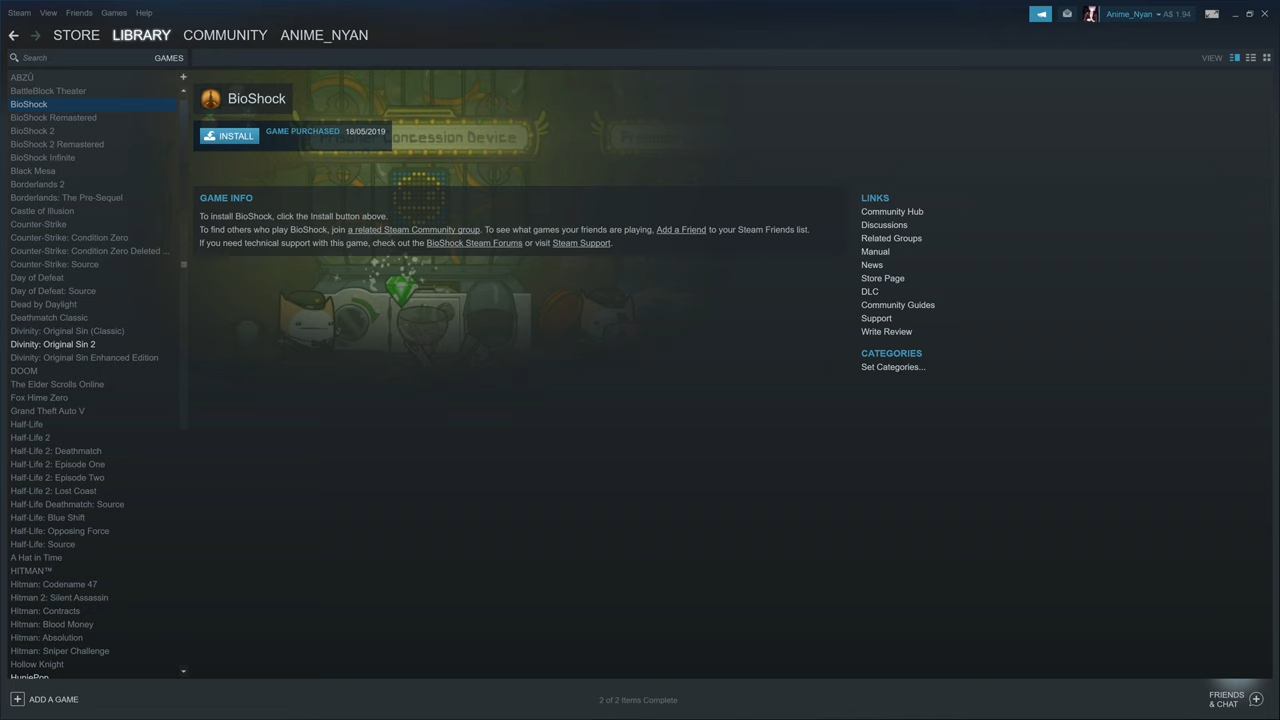 Steam View Friends Games Help
Anime_Nyan A$ 1.94
STORE LIBRARY COMMUNITY ANIME_NYAN
Search GAMES
VIEW
ABZÛ
BattleBlock Theater
BioShock
BioShock Remastered
BioShock 2
BioShock 2 Remastered
BioShock Infinite
Black Mesa
Borderlands 2
Borderlands: The Pre-Sequel
Castle of Illusion
Counter-Strike
Counter-Strike: Condition Zero
Counter-Strike: Condition Zero Deleted ...
Counter-Strike: Source
Day of Defeat
Day of Defeat: Source
Dead by Daylight
Deathmatch Classic
Divinity: Original Sin (Classic)
Divinity: Original Sin 2
Divinity: Original Sin Enhanced Edition
DOOM
The Elder Scrolls Online
Fox Hime Zero
Grand Theft Auto V
Half-Life
Half-Life 2
Half-Life 2: Deathmatch
Half-Life 2: Episode One
Half-Life 2: Episode Two
Half-Life 2: Lost Coast
Half-Life Deathmatch: Source
Half-Life: Blue Shift
Half-Life: Opposing Force
Half-Life: Source
A Hat in Time
HITMAN™
Hitman: Codename 47
Hitman 2: Silent Assassin
Hitman: Contracts
Hitman: Blood Money
Hitman: Absolution
Hitman: Sniper Challenge
Hollow Knight
HuniePop
BioShock
INSTALL GAME PURCHASED 18/05/2019
Concession Device
GAME INFO
To install BioShock, click the Install button above.
To find others who play BioShock, join a related Steam Community group. To see what games your friends are playing, Add a Friend to your Steam Friends list.
If you need technical support with this game, check out the BioShock Steam Forums or visit Steam Support.
LINKS
Community Hub
Discussions
Related Groups
Manual
News
Store Page
DLC
Community Guides
Support
Write Review
CATEGORIES
Set Categories...
ADD A GAME
2 of 2 Items Complete
FRIENDS
& CHAT